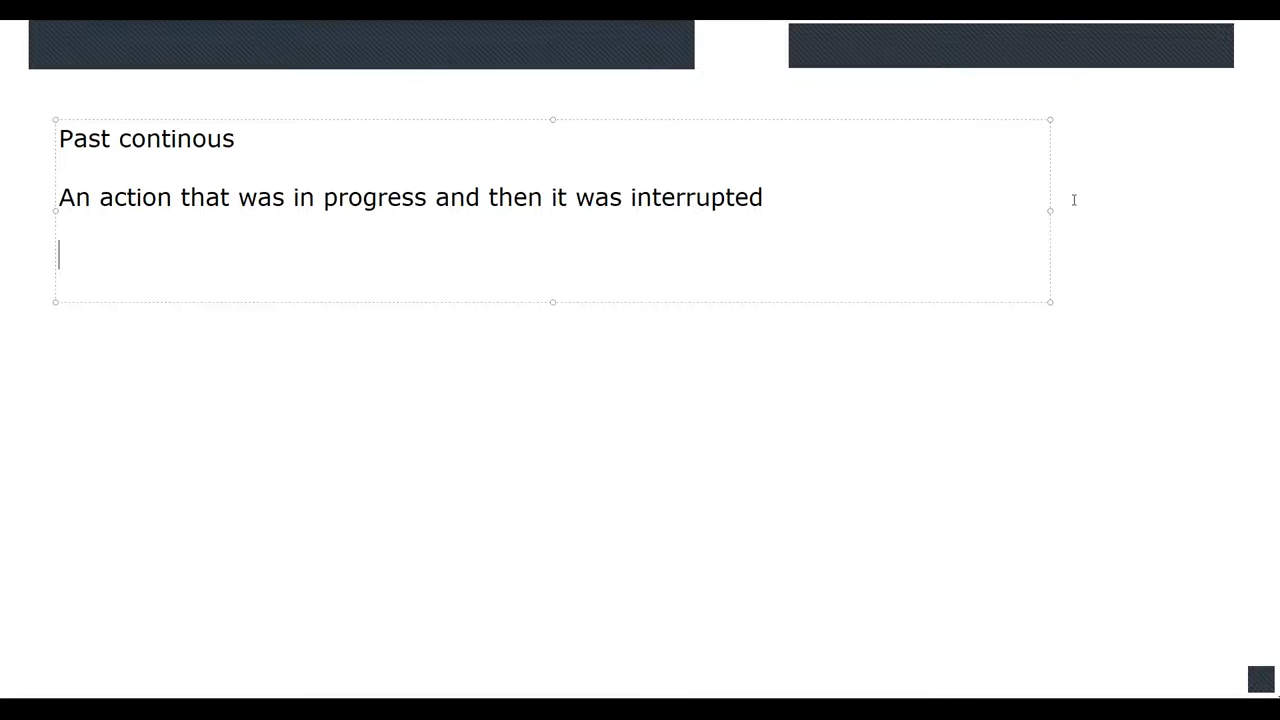 Past continous
An action that was in progress and then it was interrupted